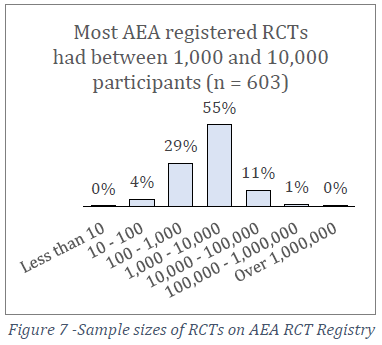 Most AEA registered RCTs
had between 1,000 and 10,000
participants (n = 603)
0%
4%
29%
55%
11%
1%
0%
Less than 10
10 - 100
100 - 1,000
1,000 - 10,000
10,000 - 100,000
100,000 - 1,000,000
Over 1,000,000
Figure 7 -Sample sizes of RCTs on AEA RCT Registry